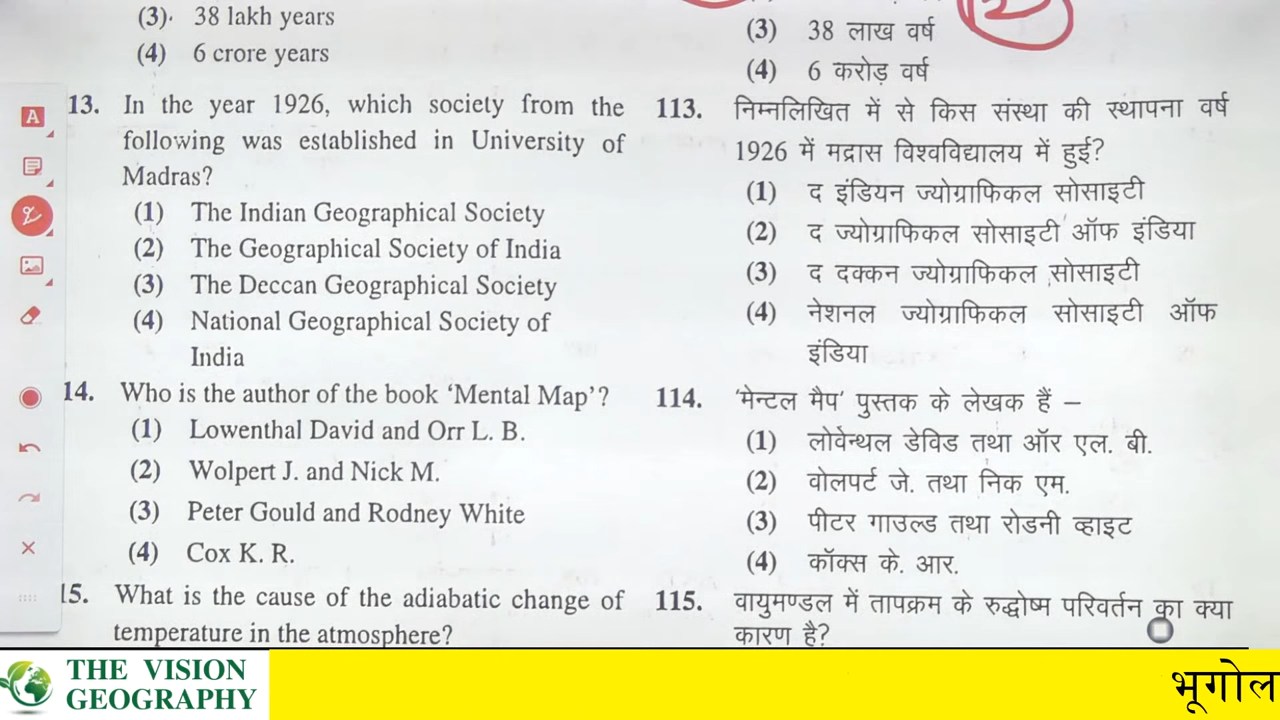 (3). 38 lakh years
(4) 6 crore years
13. In the year 1926, which society from the
following was established in University of
Madras?
(1) The Indian Geographical Society
(2) The Geographical Society of India
(3) The Deccan Geographical Society
(4) National Geographical Society of
India
14. Who is the author of the book ‘Mental Map’?
(1) Lowenthal David and Orr L. B.
(2) Wolpert J. and Nick M.
(3) Peter Gould and Rodney White
(4) Cox K. R.
15. What is the cause of the adiabatic change of
temperature in the atmosphere?
(3) 38 लाख वर्ष
(4) 6 करोड़ वर्ष
113. निम्नलिखित में से किस संस्था की स्थापना वर्ष
1926 में मद्रास विश्वविद्यालय में हुई?
(1) द इंडियन ज्योग्राफिकल सोसाइटी
(2) द ज्योग्राफिकल सोसाइटी ऑफ इंडिया
(3) द दक्कन ज्योग्राफिकल सोसाइटी
(4) नेशनल ज्योग्राफिकल सोसाइटी ऑफ
इंडिया
114. ‘मेन्टल मैप’ पुस्तक के लेखक हैं –
(1) लोवेन्थल डेविड तथा ऑर एल. बी.
(2) वोलपर्ट जे. तथा निक एम.
(3) पीटर गाउल्ड तथा रोडनी व्हाइट
(4) कॉक्स के. आर.
115. वायुमण्डल में तापक्रम के रुद्धोष्म परिवर्तन का क्या
कारण है?
A
THE VISION
GEOGRAPHY
भूगोल